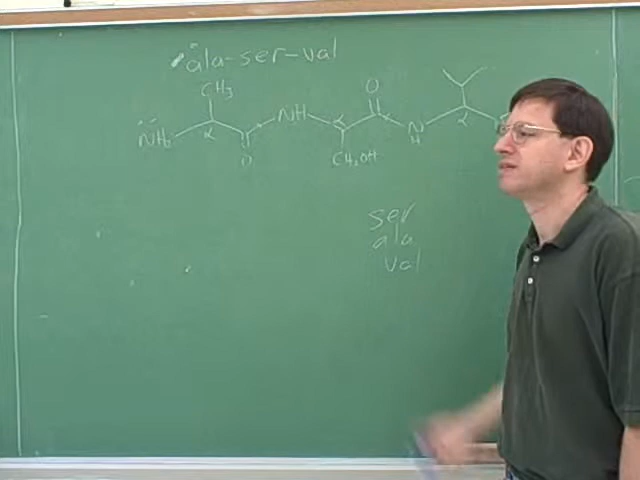 ala-ser-val
CH3 O
NH2 α NH α N α
O CH2OH H
ser
ala
val